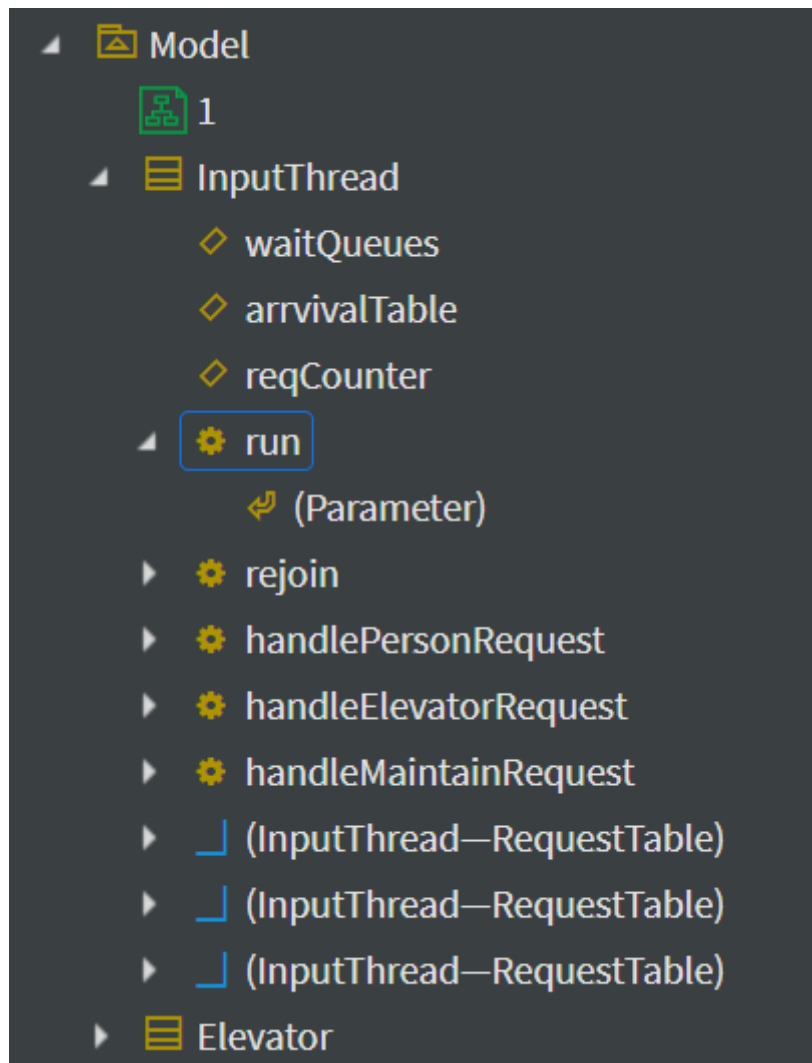 Model
1
InputThread
waitQueues
arrvivalTable
reqCounter
run
(Parameter)
rejoin
handlePersonRequest
handleElevatorRequest
handleMaintainRequest
(InputThread—RequestTable)
(InputThread—RequestTable)
(InputThread—RequestTable)
Elevator